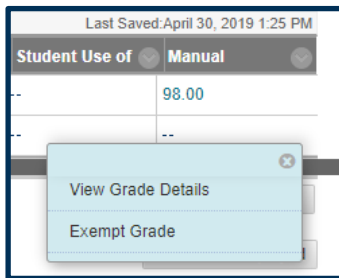 Last Saved:April 30, 2019 1:25 PM
Student Use of Manual
-- 98.00
-- --
View Grade Details
Exempt Grade